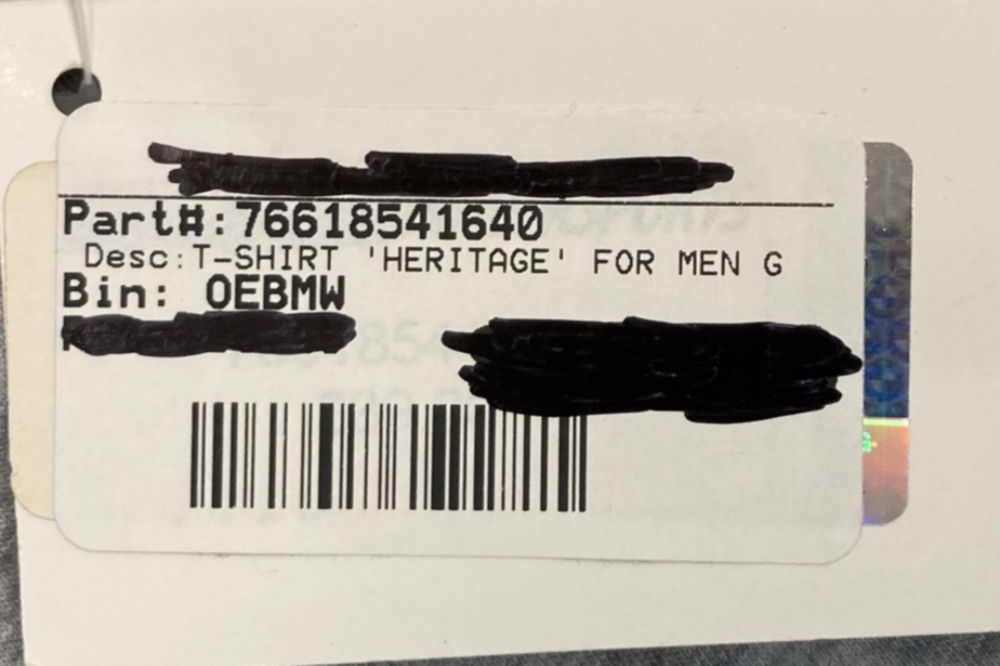 Part#:76618541640
Desc:T-SHIRT 'HERITAGE' FOR MEN G
Bin: OEBMW